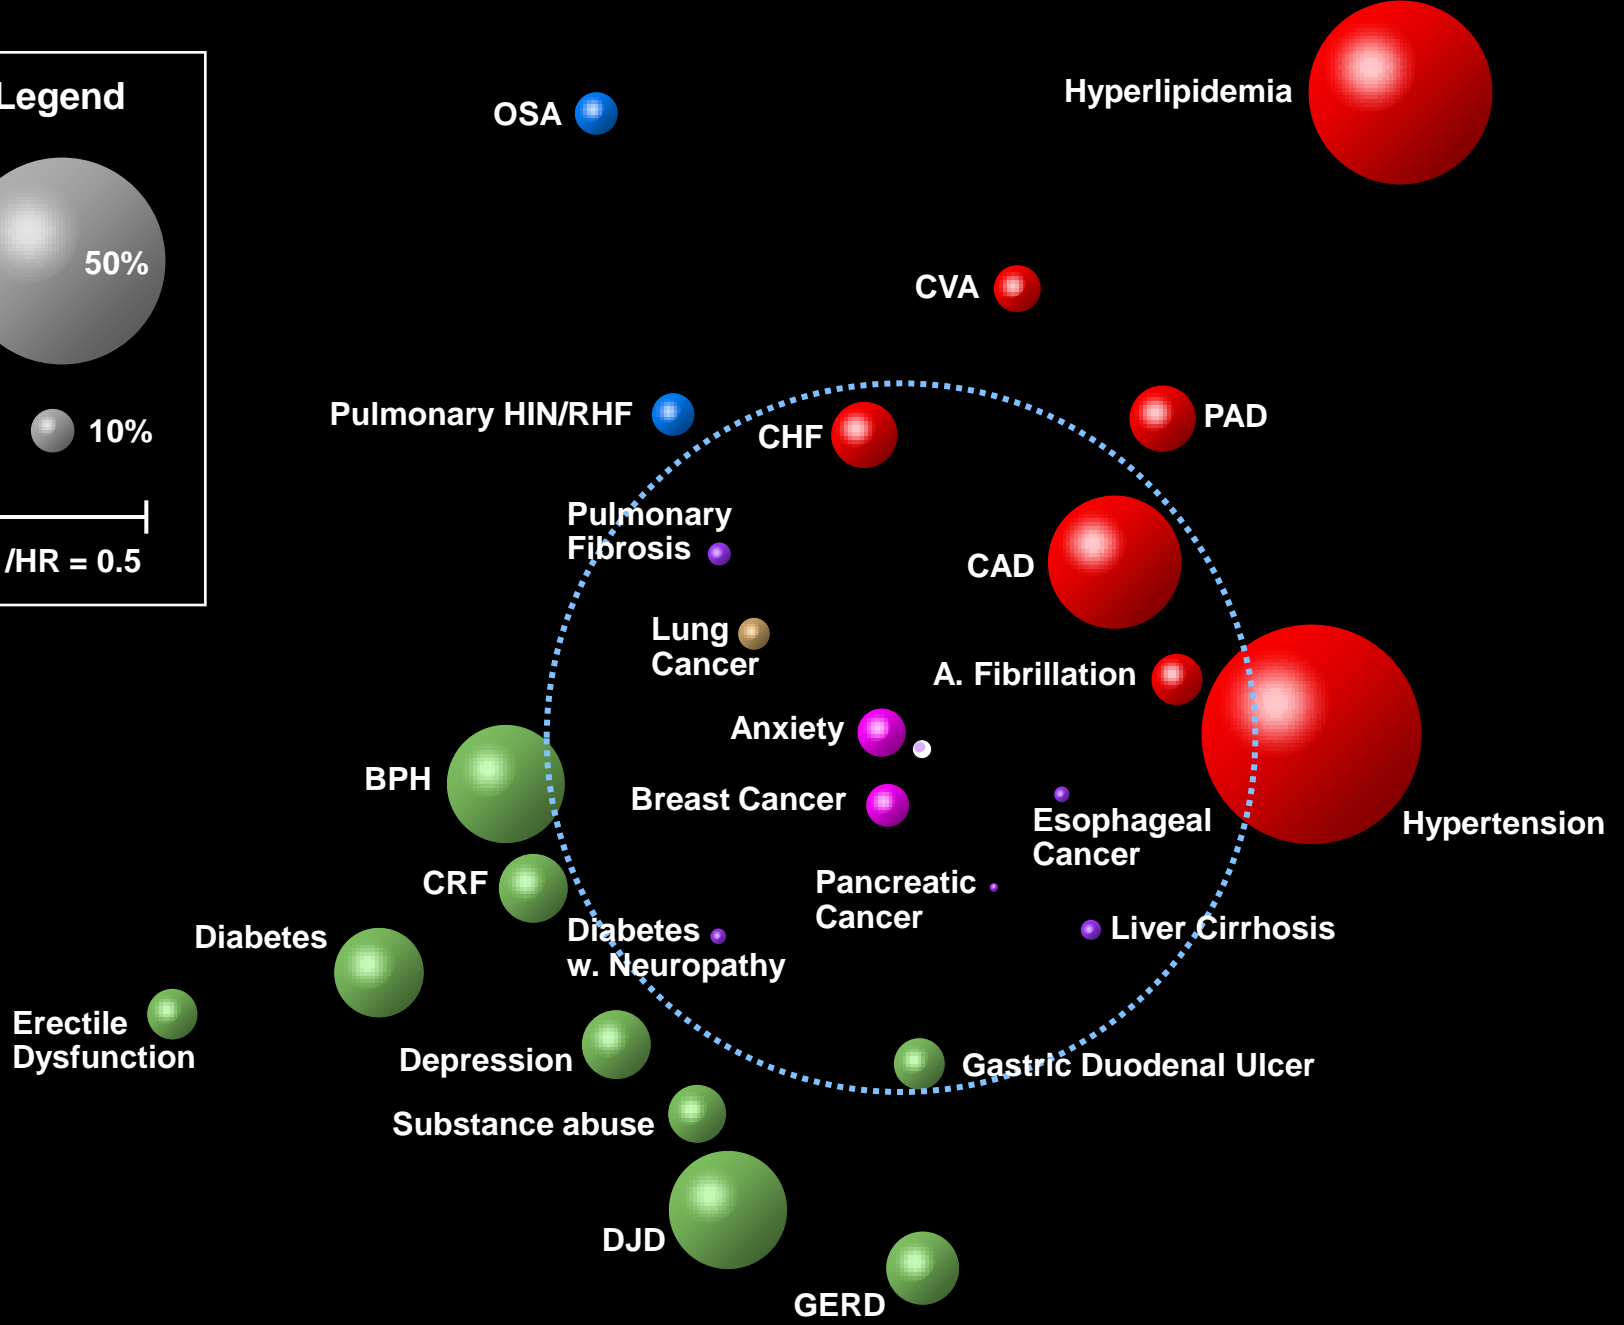 Legend
50%
10%
/HR = 0.5
OSA
Hyperlipidemia
CVA
Pulmonary HIN/RHF
CHF
PAD
Pulmonary
Fibrosis
CAD
Lung
Cancer
A. Fibrillation
Anxiety
BPH
Breast Cancer
Esophageal
Cancer
Hypertension
CRF
Pancreatic
Cancer
Diabetes
Diabetes
w. Neuropathy
Liver Cirrhosis
Erectile
Dysfunction
Depression
Gastric Duodenal Ulcer
Substance abuse
DJD
GERD